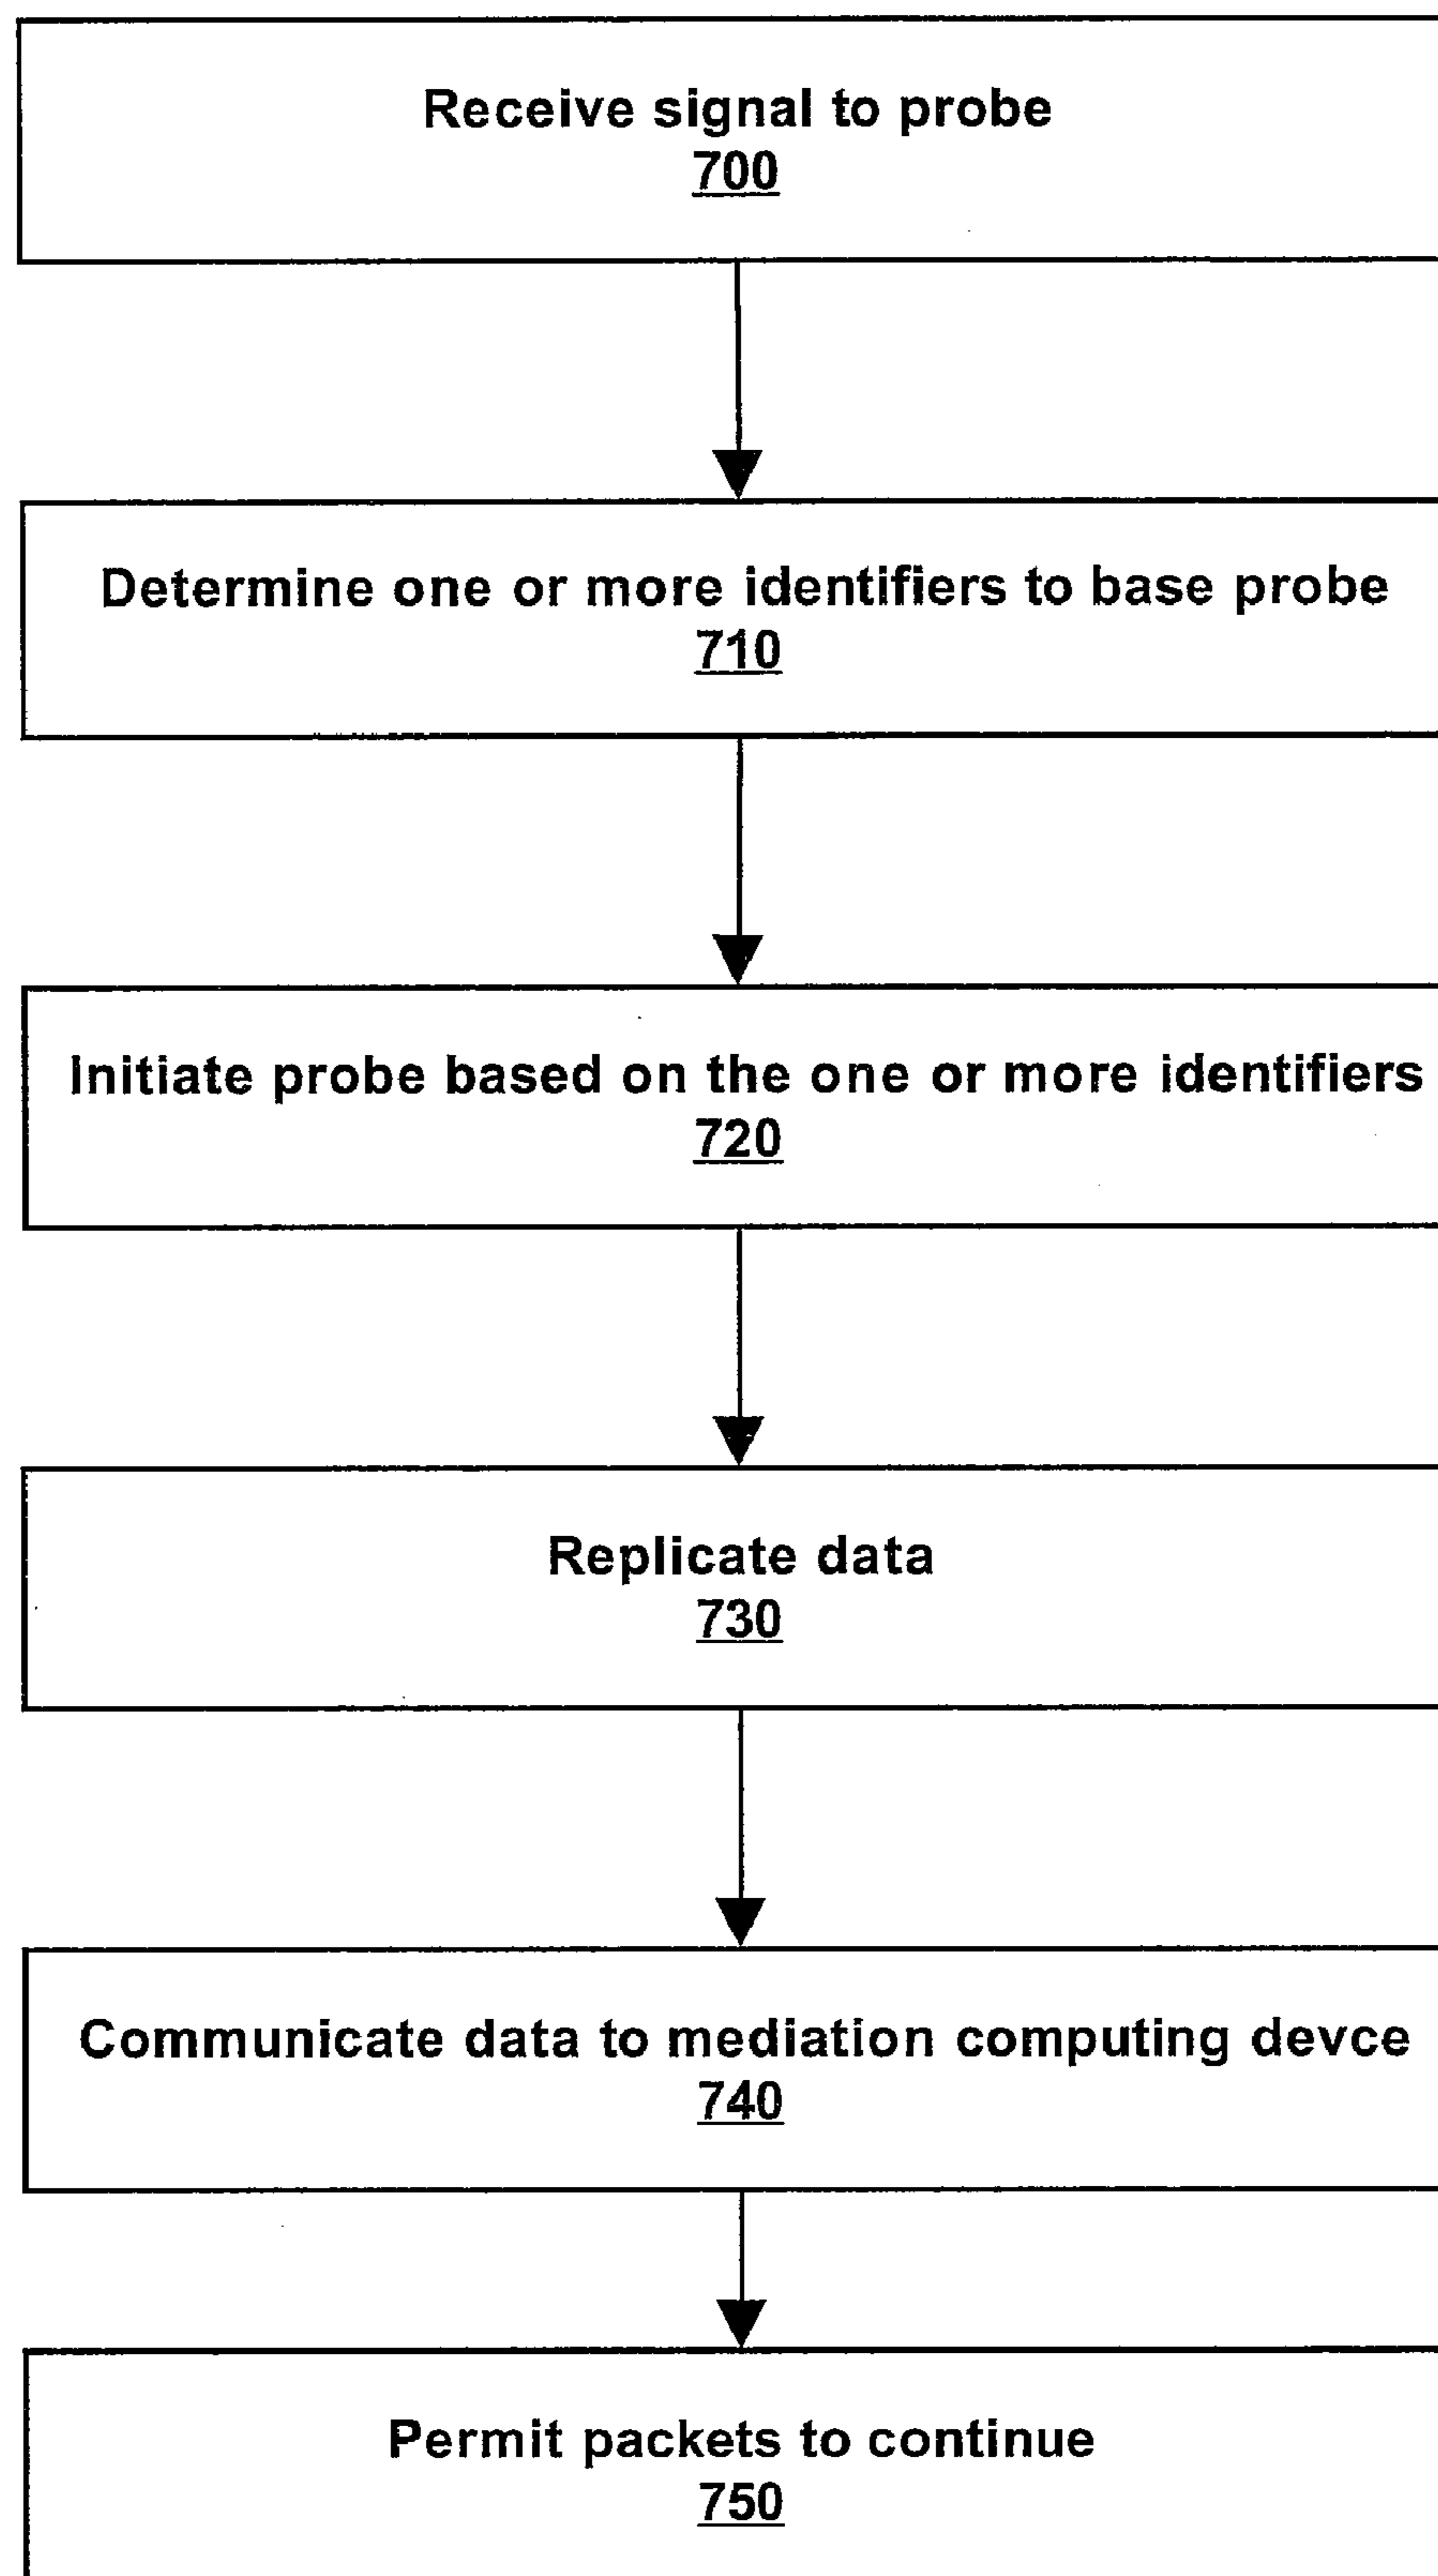 Receive signal to probe
700
Determine one or more identifiers to base probe
710
Initiate probe based on the one or more identifiers
720
Replicate data
730
Communicate data to mediation computing devce
740
Permit packets to continue
750